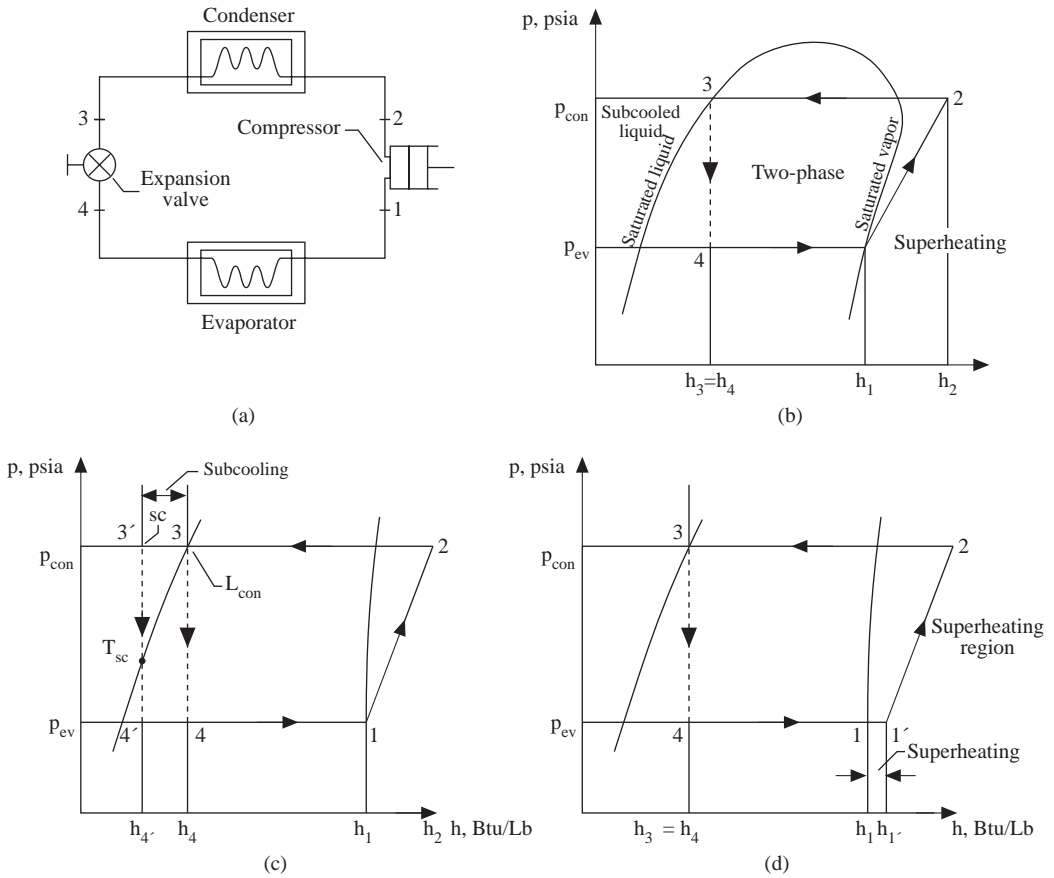 Condenser
3
2
Compressor
Expansion
valve
4
1
Evaporator
(a)
p, psia
3
2
p_con
Subcooled
liquid
Saturated liquid
Two-phase
Saturated vapor
p_ev
4
Superheating
h_3=h_4
h_1
h_2
(b)
p, psia
Subcooling
3′
sc
3
2
p_con
L_con
T_sc
p_ev
4′
4
1
h_4′
h_4
h_1
h_2
h, Btu/Lb
(c)
p, psia
3
2
p_con
Superheating
region
p_ev
4
1
1′
Superheating
h_3 = h_4
h_1
h_1′
h, Btu/Lb
(d)